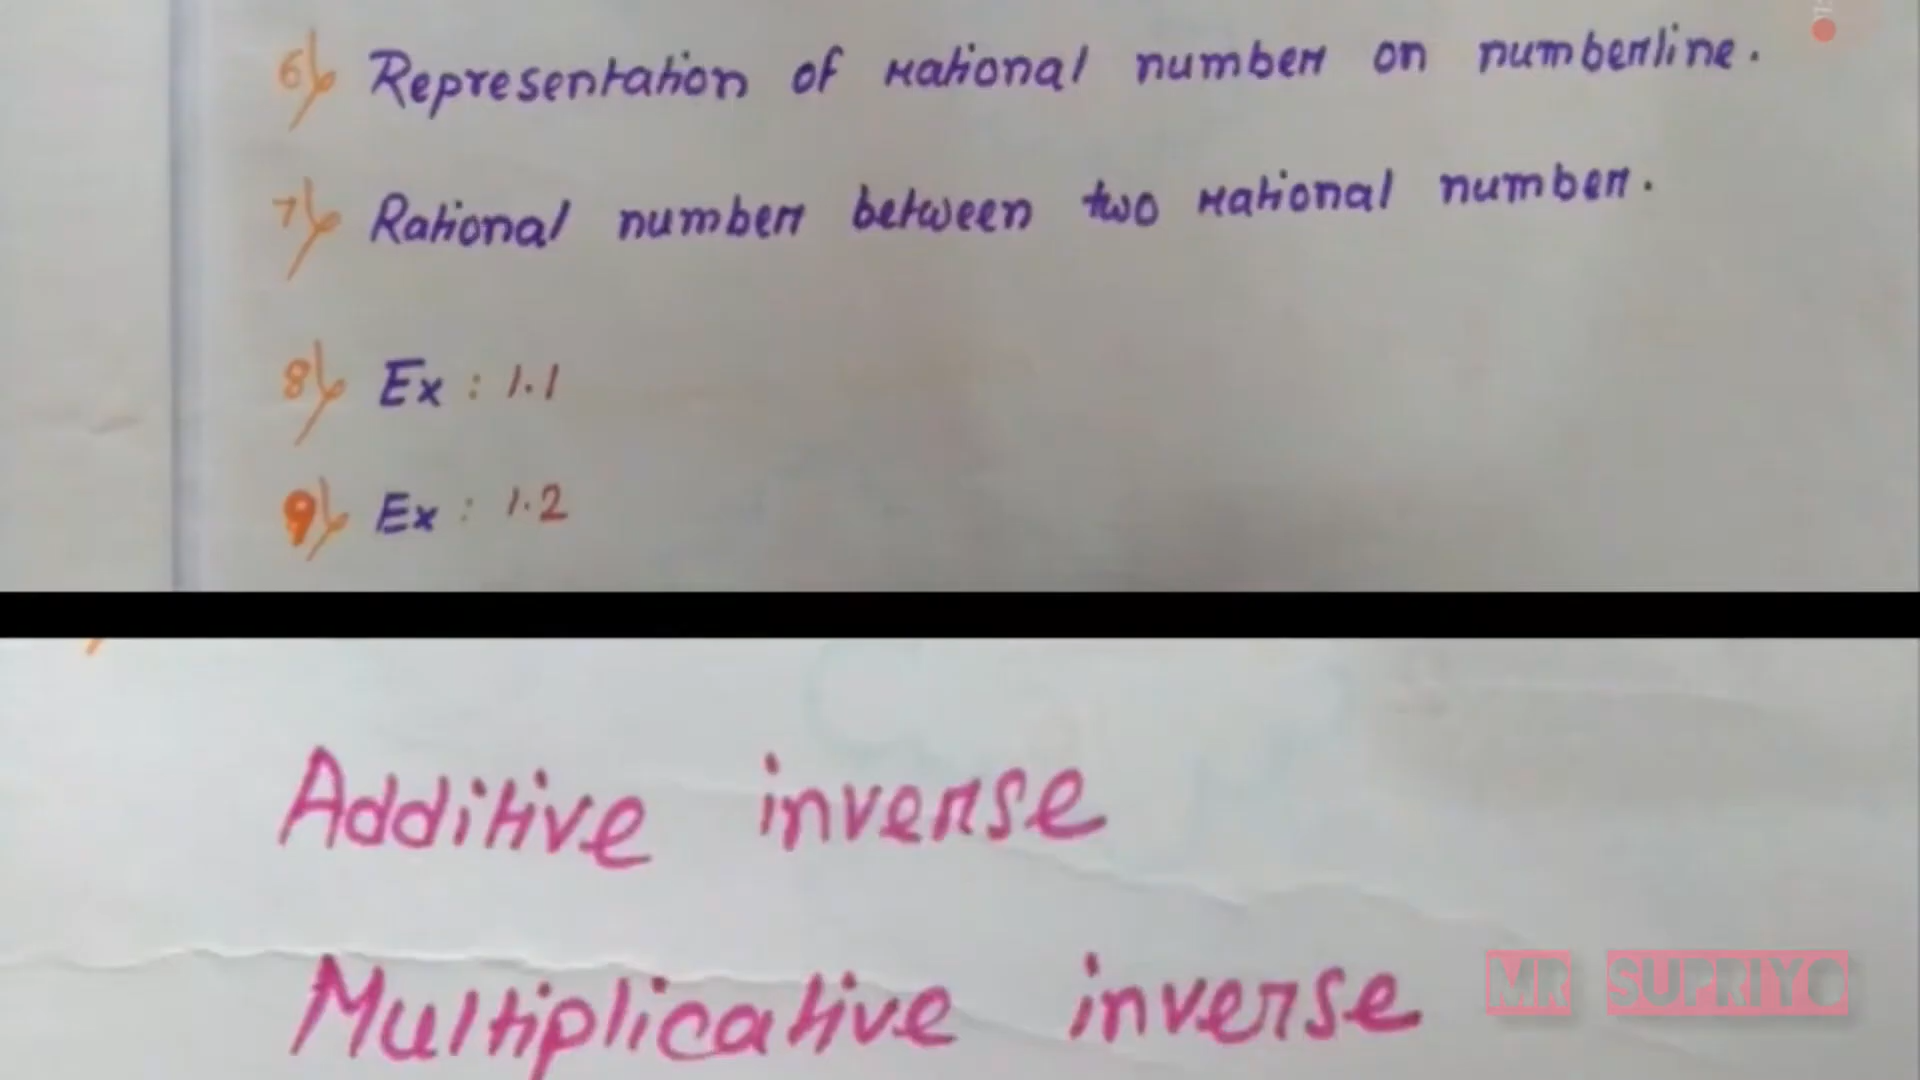 6) Representation of rational number on numberline.
7) Rational number between two rational number.
8) Ex : 1.1
9) Ex : 1.2
Additive inverse
Multiplicative inverse
MR SUPRIYO